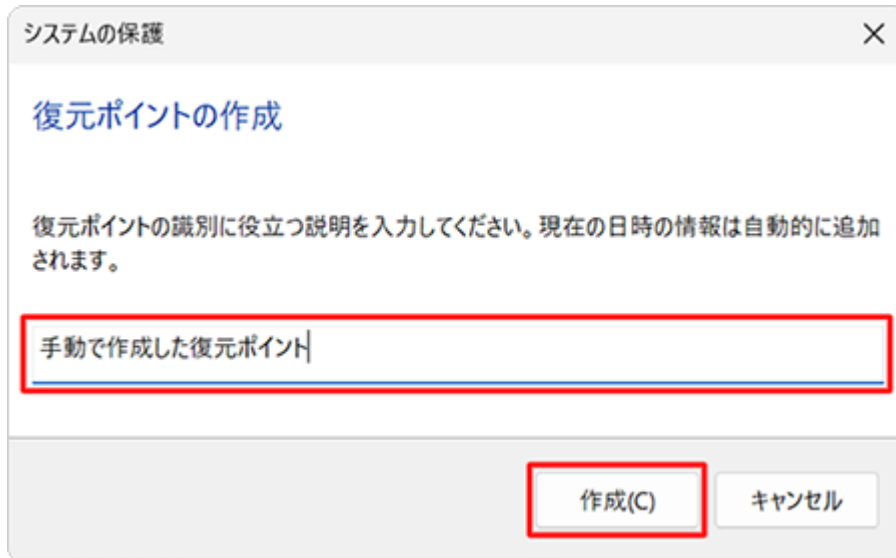 システムの保護
復元ポイントの作成
復元ポイントの識別に役立つ説明を入力してください。現在の日時の情報は自動的に追加
されます。
手動で作成した復元ポイント
作成(C)
キャンセル